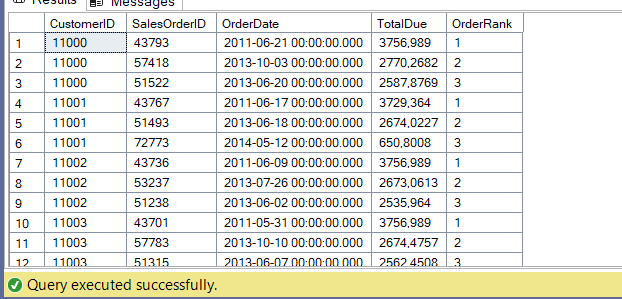 Results Messages
CustomerID SalesOrderID OrderDate TotalDue OrderRank
1 11000 43793 2011-06-21 00:00:00.000 3756,989 1
2 11000 57418 2013-10-03 00:00:00.000 2770,2682 2
3 11000 51522 2013-06-20 00:00:00.000 2587,8769 3
4 11001 43767 2011-06-17 00:00:00.000 3729,364 1
5 11001 51493 2013-06-18 00:00:00.000 2674,0227 2
6 11001 72773 2014-05-12 00:00:00.000 650,8008 3
7 11002 43736 2011-06-09 00:00:00.000 3756,989 1
8 11002 53237 2013-07-26 00:00:00.000 2673,0613 2
9 11002 51238 2013-06-02 00:00:00.000 2535,964 3
10 11003 43701 2011-05-31 00:00:00.000 3756,989 1
11 11003 57783 2013-10-10 00:00:00.000 2674,4757 2
12 11003 51315 2013-06-07 00:00:00.000 2562,4508 3
Query executed successfully.